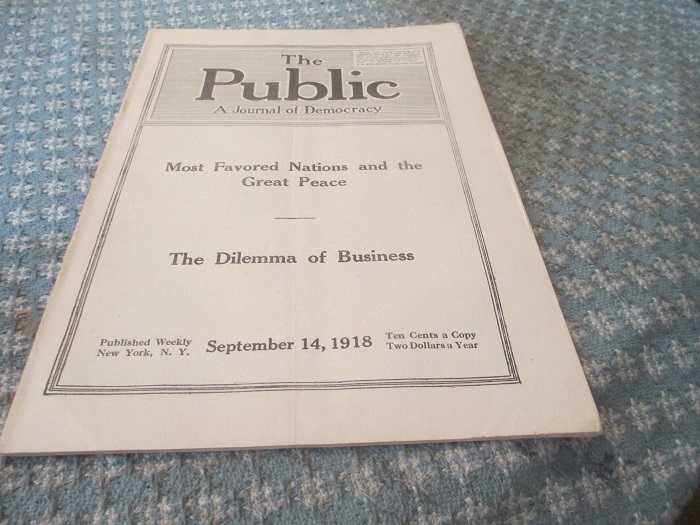 The
Public
A Journal of Democracy
Most Favored Nations and the
Great Peace
The Dilemma of Business
Published Weekly
New York, N. Y.
September 14, 1918
Ten Cents a Copy
Two Dollars a Year